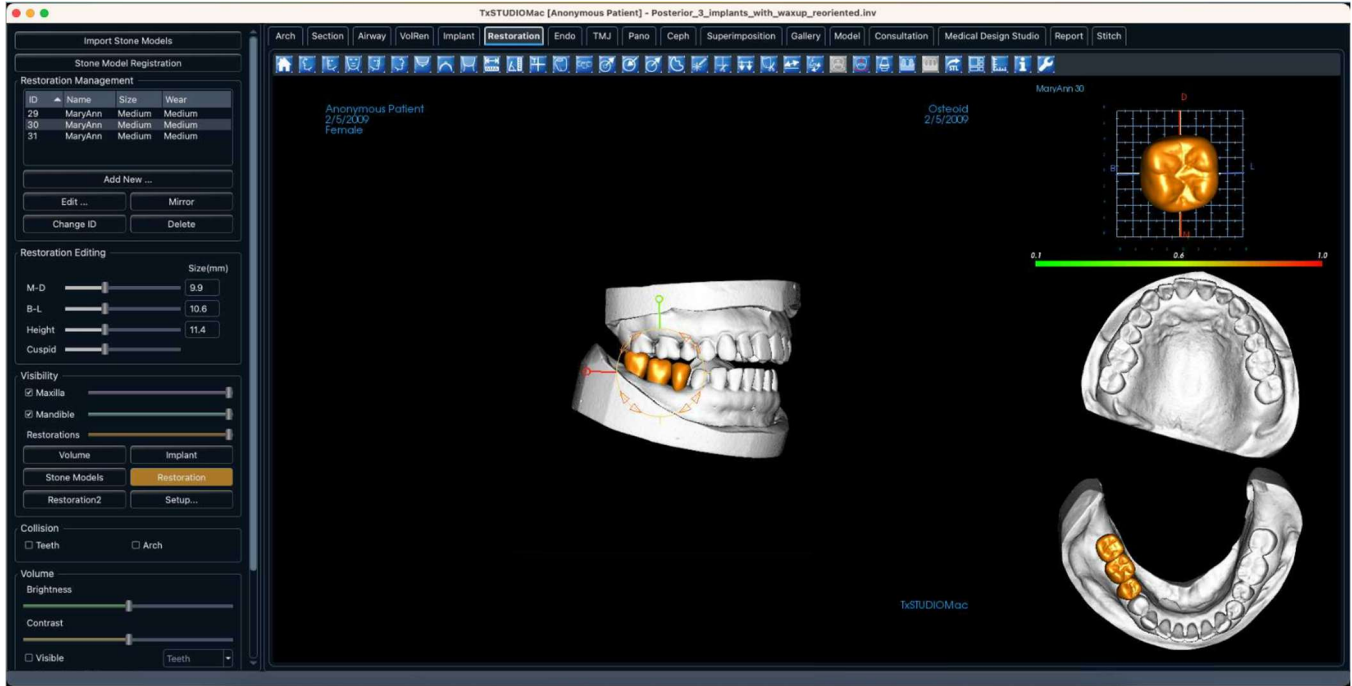 TxSTUDIOMac [Anonymous Patient] - Posterior_3_implants_with_waxup_reoriented.inv
Import Stone Models
Stone Model Registration
Restoration Management
ID Name Size Wear
29 MaryAnn Medium Medium
30 MaryAnn Medium Medium
31 MaryAnn Medium Medium
Add New ...
Edit ... Mirror
Change ID Delete
Restoration Editing
Size(mm)
M-D 9.9
B-L 10.6
Height 11.4
Cuspid
Visibility
Maxilla
Mandible
Restorations
Volume Implant
Stone Models Restoration
Restoration2 Setup...
Collision
Teeth Arch
Volume
Brightness
Contrast
Visible Teeth
Arch Section Airway VolRen Implant Restoration Endo TMJ Pano Ceph Superimposition Gallery Model Consultation Medical Design Studio Report Stitch
Anonymous Patient
2/5/2009
Female
Osteoid
2/5/2009
TxSTUDIOMac
MaryAnn 30
D
B L
M
0.1 0.6 1.0